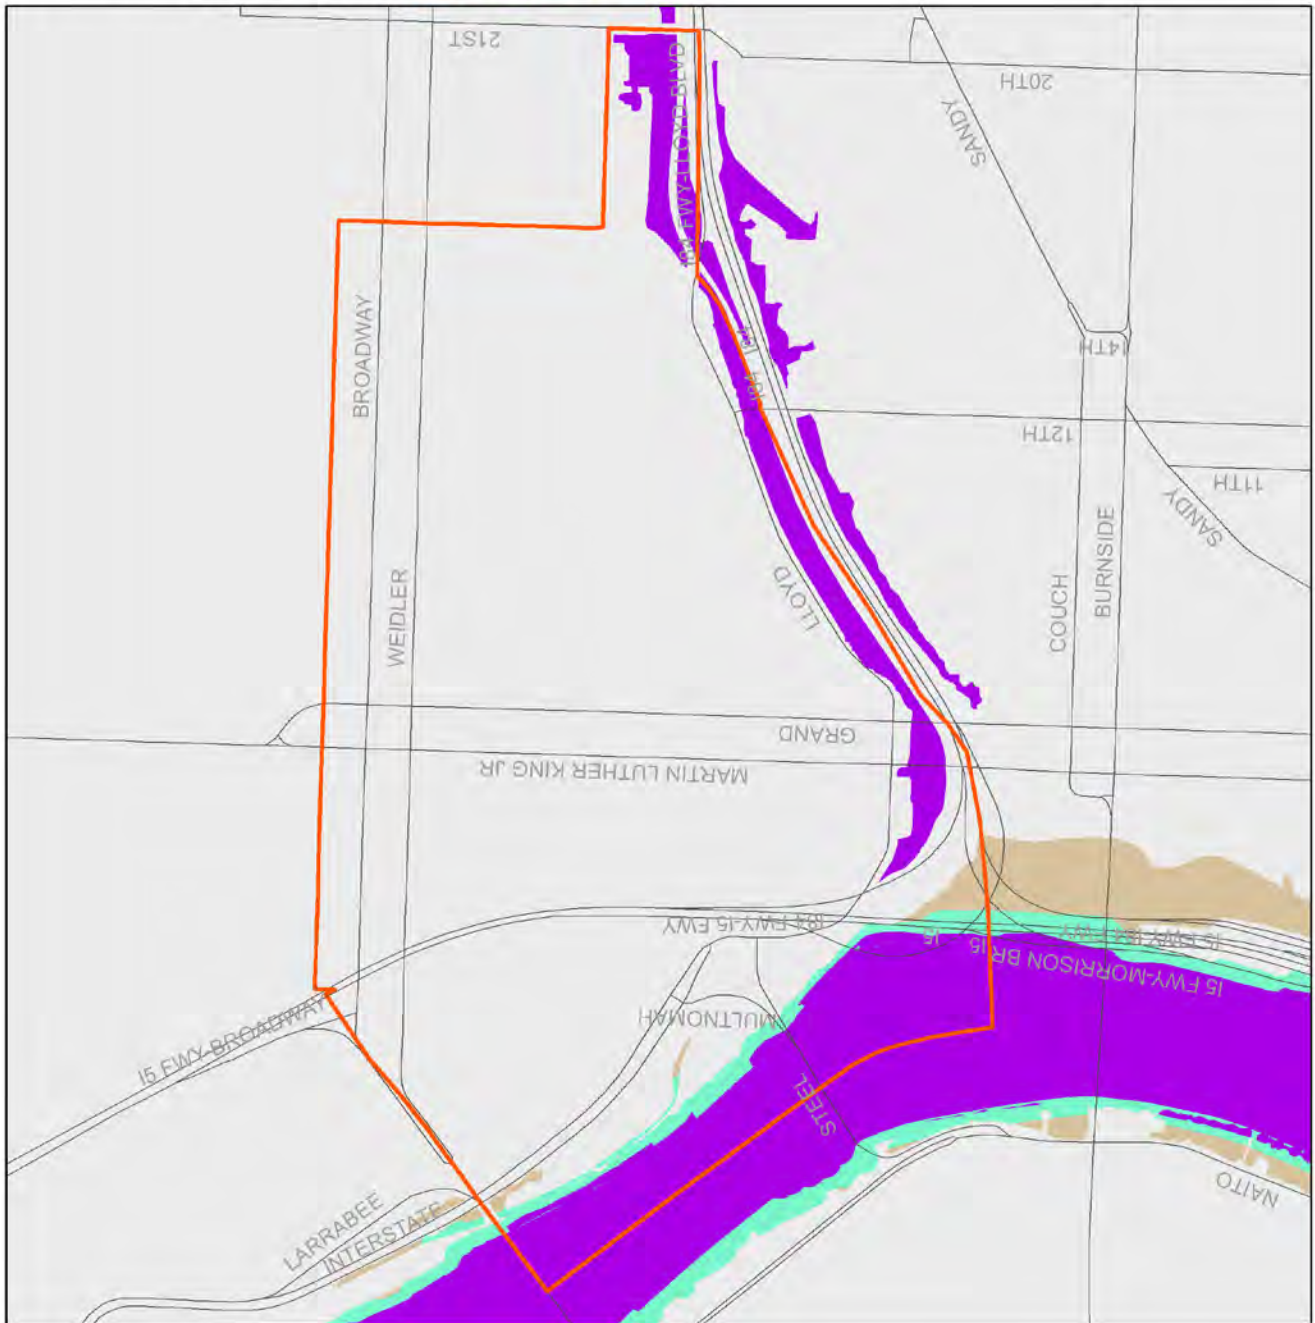 21ST
I84 FWY-LLOYD BLVD
20TH
SANDY
BROADWAY
I84
I84
14TH
12TH
11TH
SANDY
BURNSIDE
COUCH
WEIDLER
LLOYD
GRAND
MARTIN LUTHER KING JR
I84 FWY-I5 FWY
I5
I5 FWY-I84 FWY
I5 FWY-MORRISON BR
I5
MULTNOMAH
I5 FWY-BROADWAY
STEEL
NAITO
LARRABEE
INTERSTATE